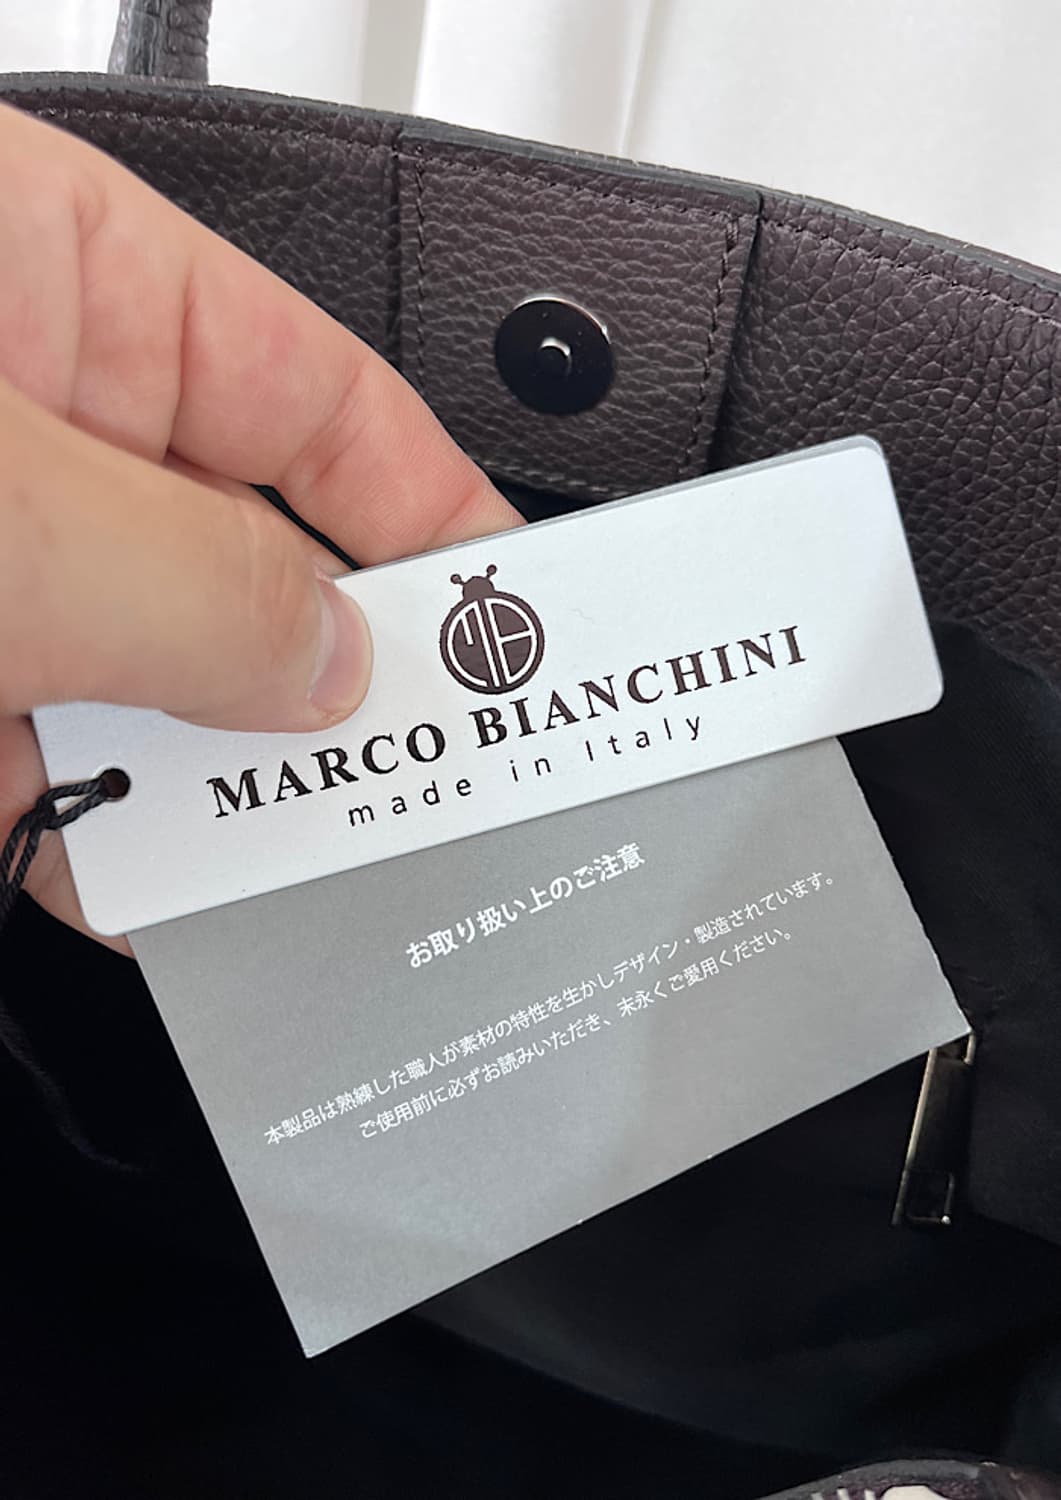 MB
MARCO BIANCHINI
made in Italy
お取り扱い上のご注意
本製品は熟練した職人が素材の特性を生かしデザイン・製造されています。
ご使用前に必ずお読みいただき、末永くご愛用ください。